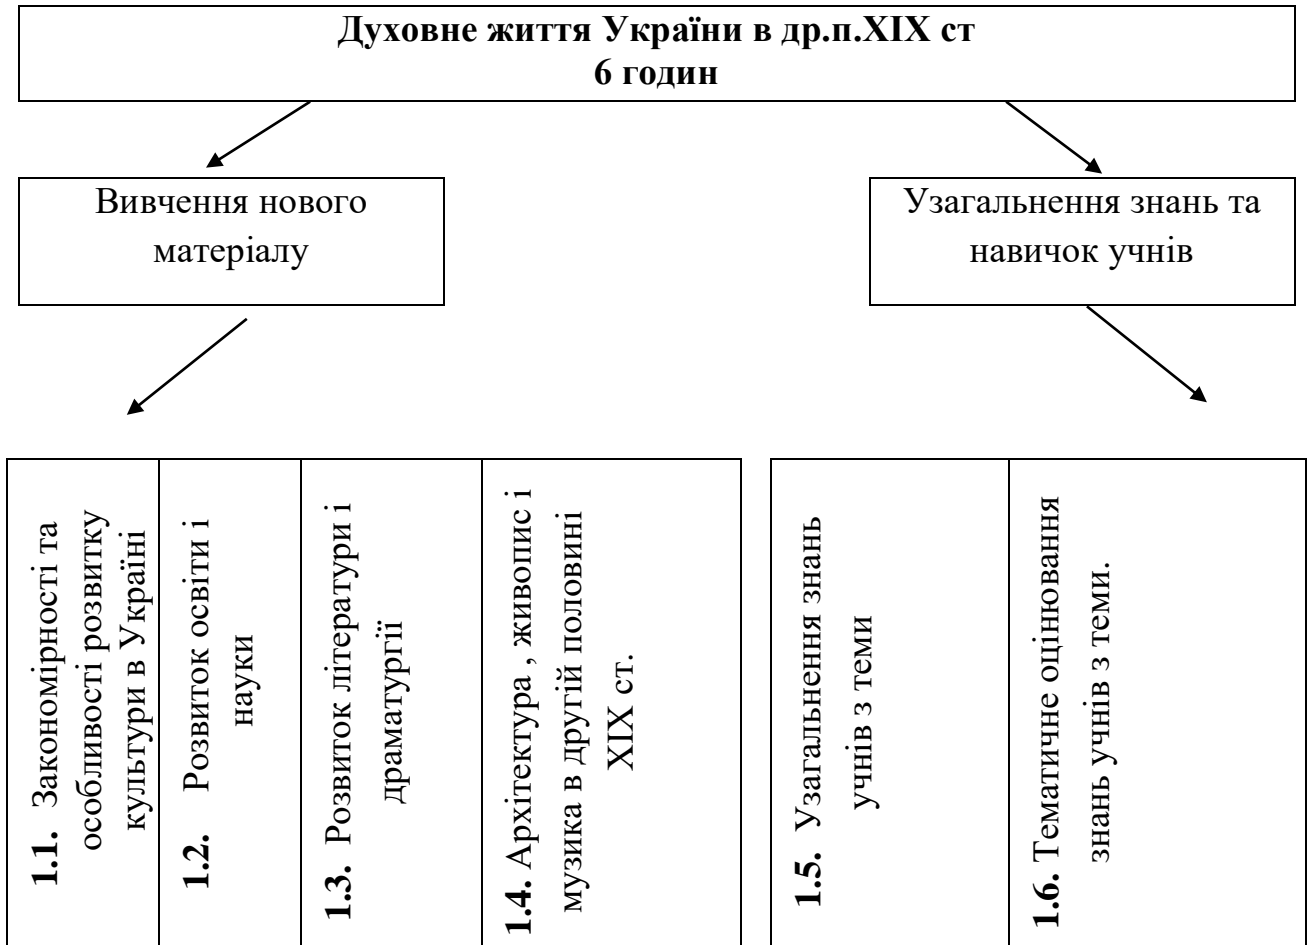 Духовне життя України в др.п.XIX ст
6 годин
Вивчення нового
матеріалу
Узагальнення знань та
навичок учнів
1.1. Закономірності та
особливості розвитку
культури в Україні
1.2. Розвиток освіти і
науки
1.3. Розвиток літератури і
драматургії
1.4. Архітектура , живопис і
музика в другій половині
XIX ст.
1.5. Узагальнення знань
учнів з теми
1.6. Тематичне оцінювання
знань учнів з теми.